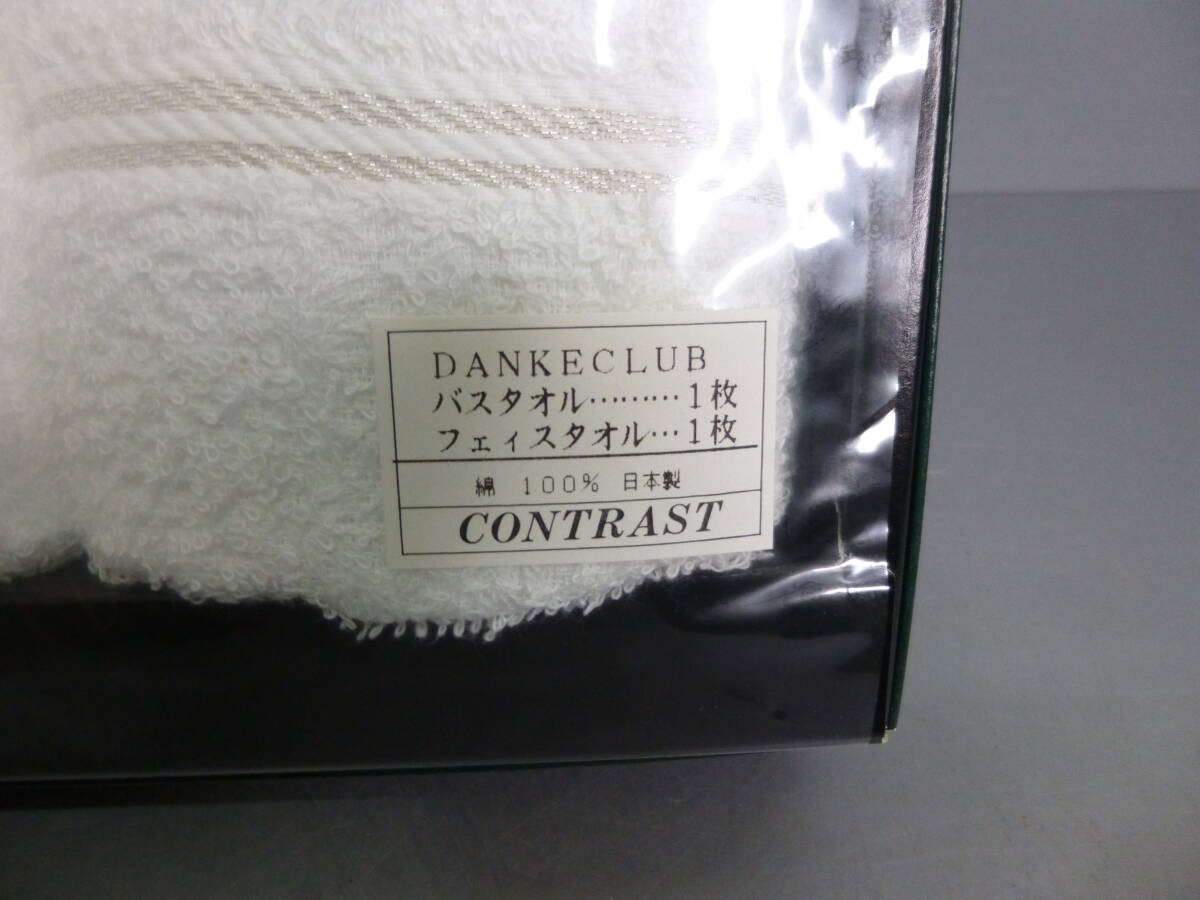 DANKECLUB
バスタオル………1枚
フェィスタオル…1枚
綿 100% 日本製
CONTRAST